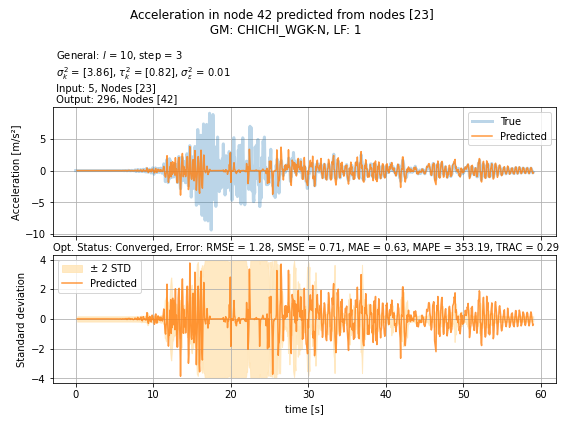 Acceleration in node 42 predicted from nodes [23]
GM: CHICHI_WGK-N, LF: 1
General: l = 10, step = 3
σ²ₖ = [3.86], τ²ₖ = [0.82], σ²ε = 0.01
Input: 5, Nodes [23]
Output: 296, Nodes [42]
Acceleration [m/s²]
5
0
−5
−10
True
Predicted
Opt. Status: Converged, Error: RMSE = 1.28, SMSE = 0.71, MAE = 0.63, MAPE = 353.19, TRAC = 0.29
Standard deviation
4
2
0
−2
−4
± 2 STD
Predicted
0 10 20 30 40 50 60
time [s]